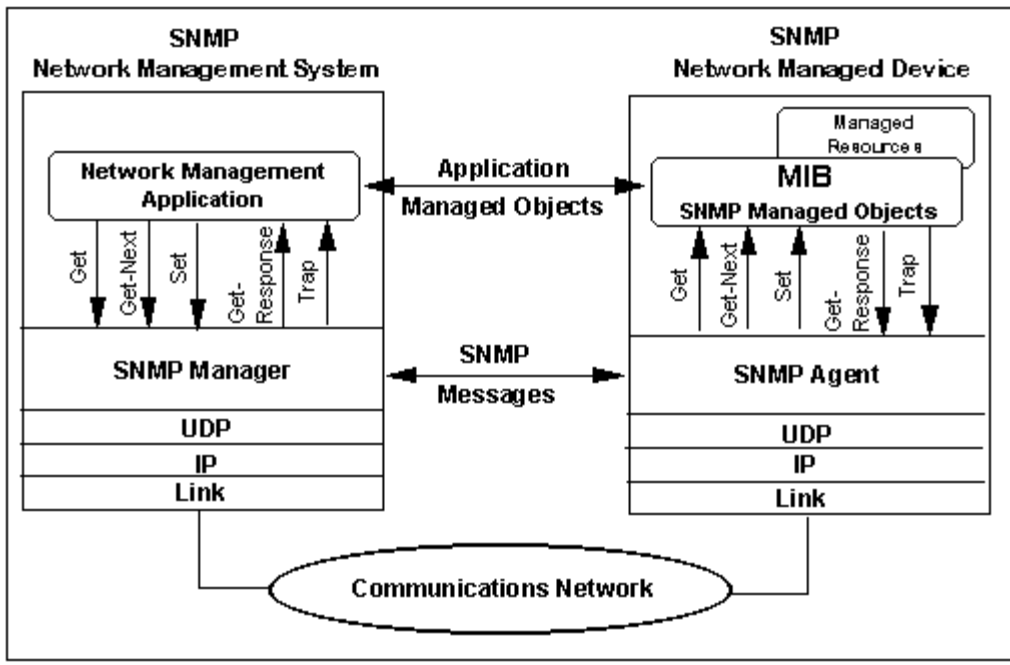 SNMP
Network Management System
SNMP
Network Managed Device
Managed
Resources
Network Management
Application
Application
Managed Objects
MIB
SNMP Managed Objects
Get
Get-Next
Set
Get-
Response
Trap
Get
Get-Next
Set
Get-
Response
Trap
SNMP Manager
SNMP
Messages
SNMP Agent
UDP
IP
Link
UDP
IP
Link
Communications Network